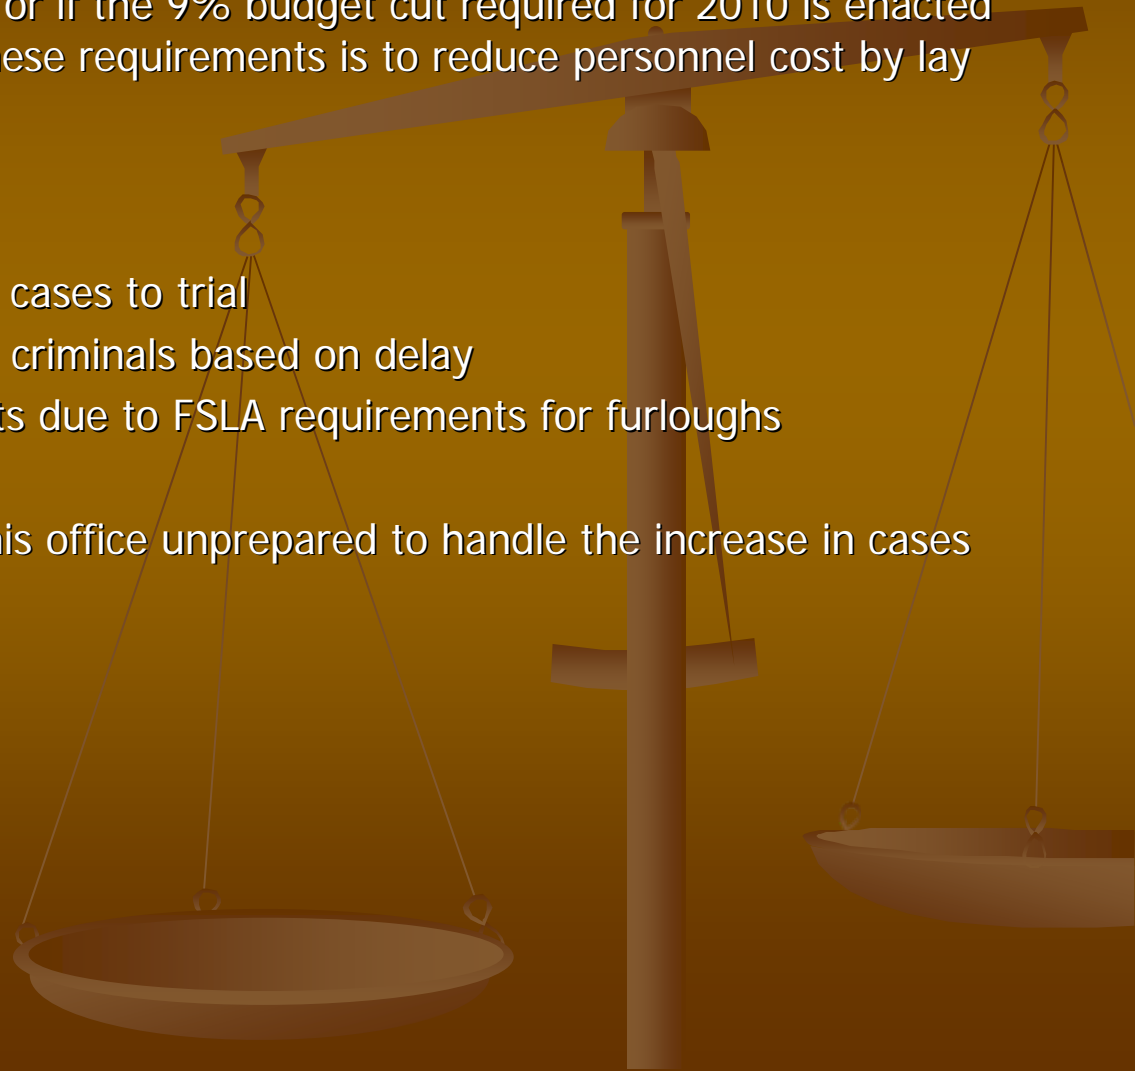 or if the 9% budget cut required for 2010 is enacted
ese requirements is to reduce personnel cost by lay
cases to trial
criminals based on delay
ts due to FSLA requirements for furloughs
is office unprepared to handle the increase in cases